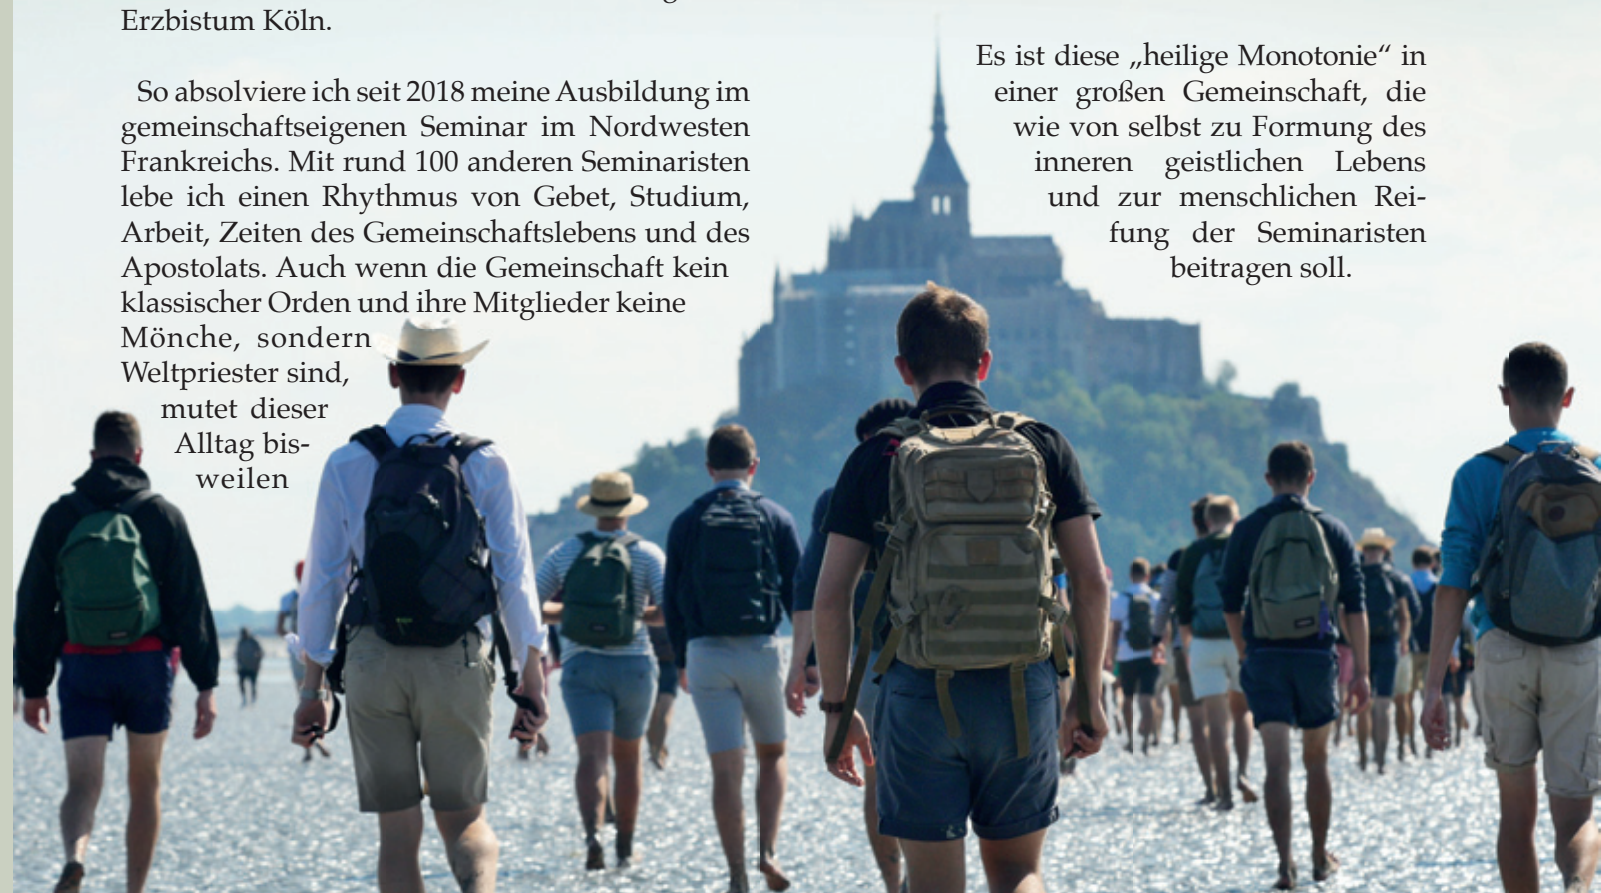 Erzbistum Köln.
So absolviere ich seit 2018 meine Ausbildung im
gemeinschaftseigenen Seminar im Nordwesten
Frankreichs. Mit rund 100 anderen Seminaristen
lebe ich einen Rhythmus von Gebet, Studium,
Arbeit, Zeiten des Gemeinschaftslebens und des
Apostolats. Auch wenn die Gemeinschaft kein
klassischer Orden und ihre Mitglieder keine
Mönche, sondern
Weltpriester sind,
mutet dieser
Alltag bis-
weilen
Es ist diese „heilige Monotonie“ in
einer großen Gemeinschaft, die
wie von selbst zu Formung des
inneren geistlichen Lebens
und zur menschlichen Rei-
fung der Seminaristen
beitragen soll.